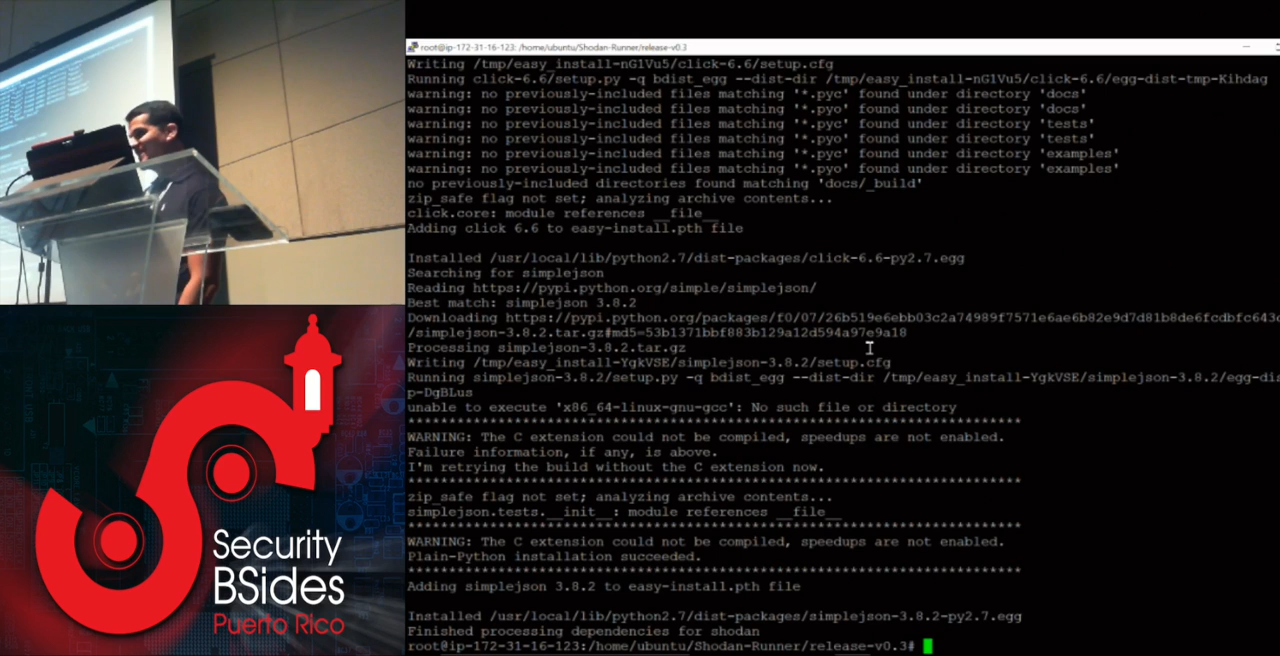 root@ip-172-31-16-123: /home/ubuntu/Shodan-Runner/release-v0.3
Writing /tmp/easy_install-nG1Vu5/click-6.6/setup.cfg
Running click-6.6/setup.py -q bdist_egg --dist-dir /tmp/easy_install-nG1Vu5/click-6.6/egg-dist-tmp-Kihdag
warning: no previously-included files matching '*.pyc' found under directory 'docs'
warning: no previously-included files matching '*.pyo' found under directory 'docs'
warning: no previously-included files matching '*.pyc' found under directory 'tests'
warning: no previously-included files matching '*.pyo' found under directory 'tests'
warning: no previously-included files matching '*.pyc' found under directory 'examples'
warning: no previously-included files matching '*.pyo' found under directory 'examples'
no previously-included directories found matching 'docs/_build'
zip_safe flag not set; analyzing archive contents...
click.core: module references __file__
Adding click 6.6 to easy-install.pth file
Installed /usr/local/lib/python2.7/dist-packages/click-6.6-py2.7.egg
Searching for simplejson
Reading https://pypi.python.org/simple/simplejson/
Best match: simplejson 3.8.2
Downloading https://pypi.python.org/packages/f0/07/26b519e6ebb03c2a74989f7571e6ae6b82e9d7d81b8de6fcdbfc643c
/simplejson-3.8.2.tar.gz#md5=53b1371bbf883b129a12d594a97e9a18
Processing simplejson-3.8.2.tar.gz
Writing /tmp/easy_install-YgkVSE/simplejson-3.8.2/setup.cfg
Running simplejson-3.8.2/setup.py -q bdist_egg --dist-dir /tmp/easy_install-YgkVSE/simplejson-3.8.2/egg-dis
p-DgBLus
unable to execute 'x86_64-linux-gnu-gcc': No such file or directory
***************************************************************************
WARNING: The C extension could not be compiled, speedups are not enabled.
Failure information, if any, is above.
I'm retrying the build without the C extension now.
***************************************************************************
zip_safe flag not set; analyzing archive contents...
simplejson.tests.__init__: module references __file__
***************************************************************************
WARNING: The C extension could not be compiled, speedups are not enabled.
Plain-Python installation succeeded.
***************************************************************************
Adding simplejson 3.8.2 to easy-install.pth file
Installed /usr/local/lib/python2.7/dist-packages/simplejson-3.8.2-py2.7.egg
Finished processing dependencies for shodan
root@ip-172-31-16-123:/home/ubuntu/Shodan-Runner/release-v0.3#
Security
BSides
Puerto Rico